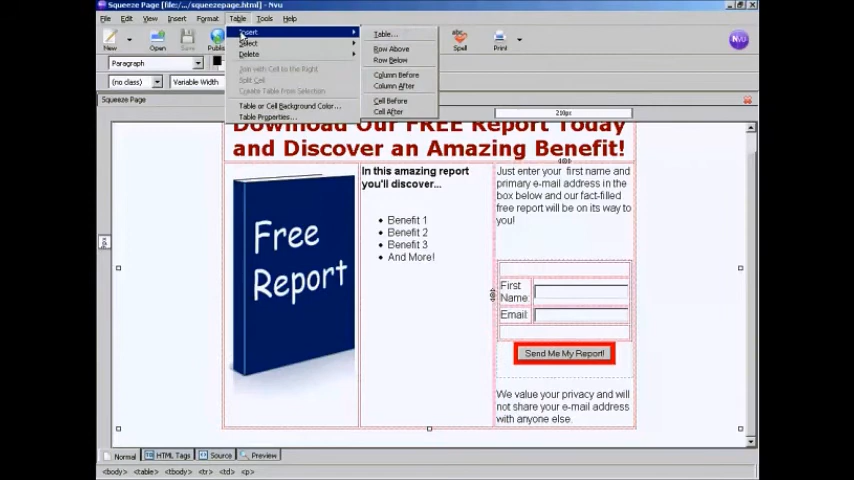 Squeeze Page [file:/.../squeezepage.html] - Nvu
File Edit View Insert Format Table Tools Help
New Open Save Publish Spell Print Nvu
Paragraph
(no class) Variable Width
Squeeze Page
Insert
Select
Delete
Join with Cell to the Right
Split Cell
Create Table From Selection
Table or Cell Background Color...
Table Properties...
Table...
Row Above
Row Below
Column Before
Column After
Cell Before
Cell After
210px
Download Our FREE Report Today
and Discover an Amazing Benefit!
Free
Report
In this amazing report
you'll discover...
Benefit 1
Benefit 2
Benefit 3
And More!
Just enter your first name and
primary e-mail address in the
box below and our fact-filled
free report will be on its way to
you!
First
Name:
Email:
Send Me My Report!
We value your privacy and will
not share your e-mail address
with anyone else.
Normal HTML Tags Source Preview
<body> <table> <tbody> <tr> <td> <p>